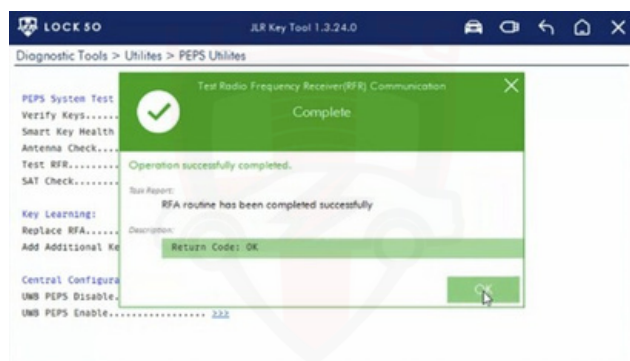 LOCK 50
JLR Key Tool 1.3.24.0
Diagnostic Tools > Utilites > PEPS Utilites
Test Radio Frequency Receiver(RFR) Communication
Complete
PEPS System Test
Verify Keys......
Smart Key Health
Antenna Check....
Test RFR.........
SAT Check........
Operation successfully completed.
Task Report:
RFA routine has been completed successfully
Description:
Return Code: OK
OK
Key Learning:
Replace RFA......
Add Additional Ke
Central Configura
UWB PEPS Disable.
UWB PEPS Enable................. >>>